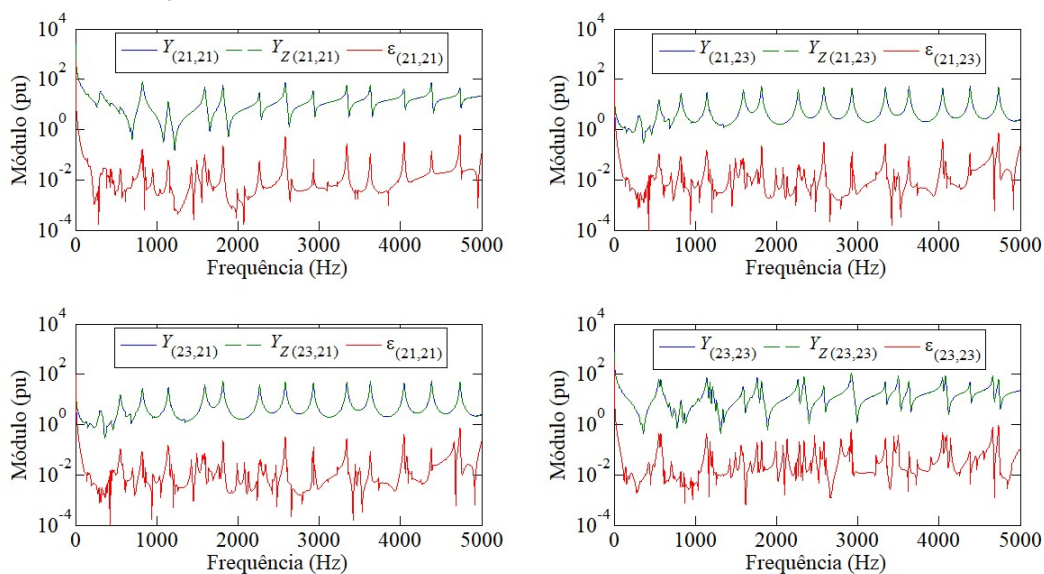 10^4
10^2
10^0
10^-2
10^-4
Módulo (pu)
Y(21,21) YZ(21,21) ε(21,21)
0 1000 2000 3000 4000 5000
Frequência (Hz)
10^4
10^2
10^0
10^-2
10^-4
Módulo (pu)
Y(21,23) YZ(21,23) ε(21,23)
0 1000 2000 3000 4000 5000
Frequência (Hz)
10^4
10^2
10^0
10^-2
10^-4
Módulo (pu)
Y(23,21) YZ(23,21) ε(21,21)
0 1000 2000 3000 4000 5000
Frequência (Hz)
10^4
10^2
10^0
10^-2
10^-4
Módulo (pu)
Y(23,23) YZ(23,23) ε(23,23)
0 1000 2000 3000 4000 5000
Frequência (Hz)